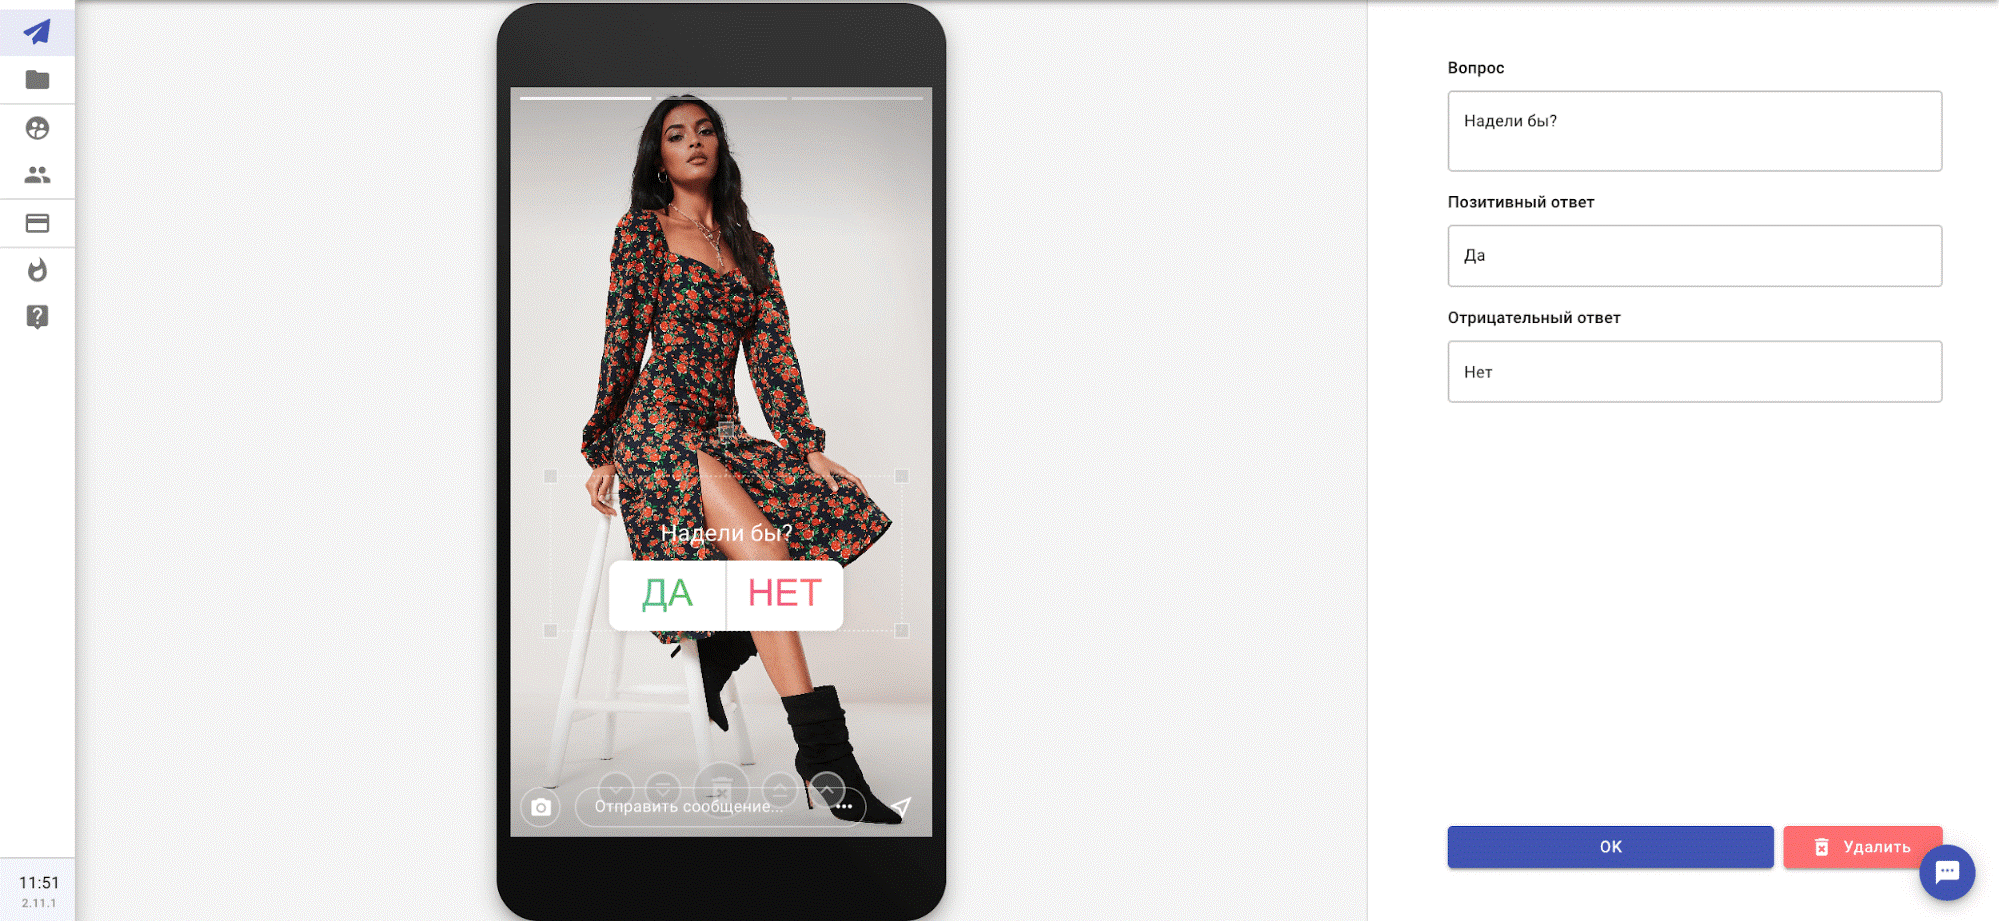 Вопрос
Надели бы?
Позитивный ответ
Да
Отрицательный ответ
Нет
Надели бы?
ДА НЕТ
Отправить сообщение...
OK
Удалить
11:51
2.11.1